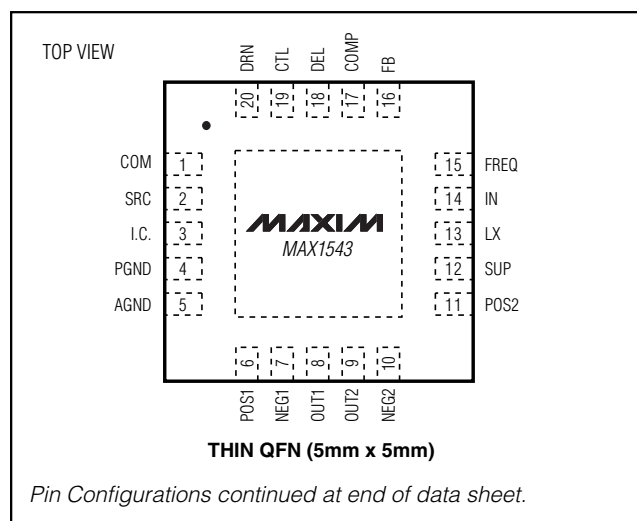 TOP VIEW
DRN
CTL
DEL
COMP
FB
20
19
18
17
16
COM 1
SRC 2
I.C. 3
PGND 4
AGND 5
15 FREQ
14 IN
13 LX
12 SUP
11 POS2
MAXIM
MAX1543
6
7
8
9
10
POS1
NEG1
OUT1
OUT2
NEG2
THIN QFN (5mm x 5mm)
Pin Configurations continued at end of data sheet.